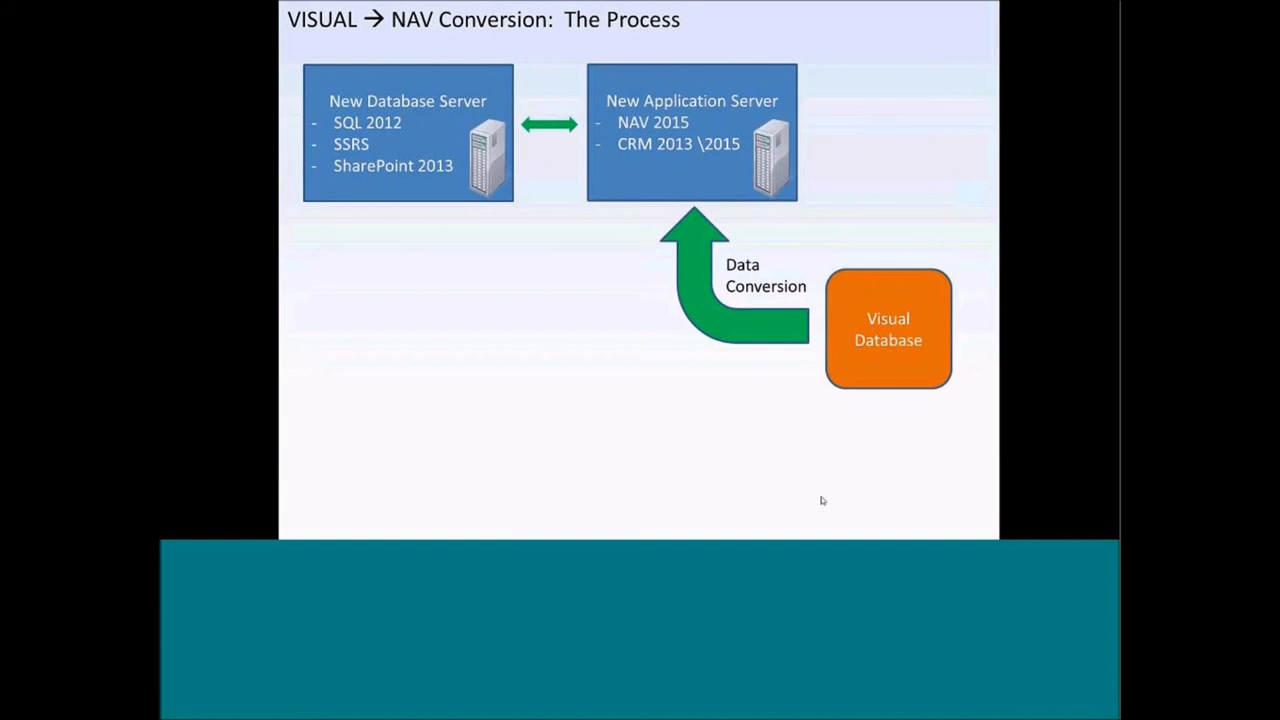 VISUAL → NAV Conversion:  The Process
New Database Server
- SQL 2012
- SSRS
- SharePoint 2013
New Application Server
- NAV 2015
- CRM 2013 \2015
Data
Conversion
Visual
Database